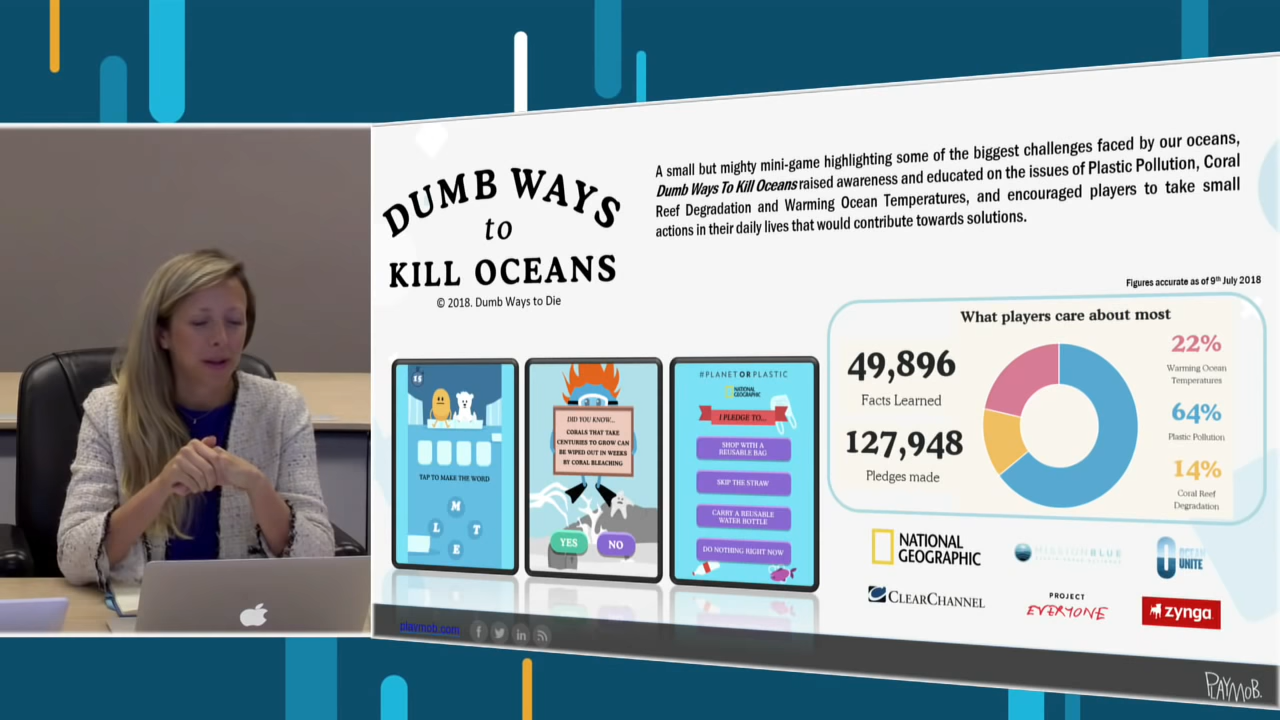 DUMB WAYS
to
KILL OCEANS
© 2018. Dumb Ways to Die
A small but mighty mini-game highlighting some of the biggest challenges faced by our oceans,
Dumb Ways To Kill Oceans raised awareness and educated on the issues of Plastic Pollution, Coral
Reef Degradation and Warming Ocean Temperatures, and encouraged players to take small
actions in their daily lives that would contribute towards solutions.
Figures accurate as of 9th July 2018
What players care about most
49,896
Facts Learned
127,948
Pledges made
22%
Warming Ocean
Temperatures
64%
Plastic Pollution
14%
Coral Reef
Degradation
TAP TO MAKE THE WORD
M
L
T
E
DID YOU KNOW...
CORALS THAT TAKE
CENTURIES TO GROW CAN
BE WIPED OUT IN WEEKS
BY CORAL BLEACHING
YES
NO
#PLANETORPLASTIC
NATIONAL
GEOGRAPHIC
I PLEDGE TO...
SHOP WITH A
REUSABLE BAG
SKIP THE STRAW
CARRY A REUSABLE
WATER BOTTLE
DO NOTHING RIGHT NOW
NATIONAL
GEOGRAPHIC
MISSION BLUE
OCEAN
UNITE
CLEARCHANNEL
PROJECT
EVERYONE
zynga
playmob.com
PLAYMOB.